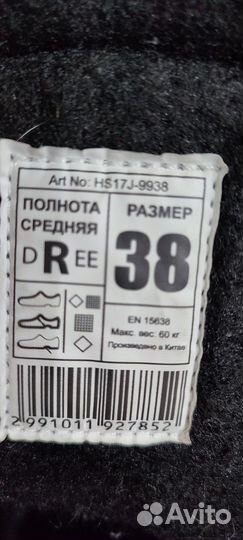 Art No: HS17J-9938
ПОЛНОТА
СРЕДНЯЯ
D R EE
РАЗМЕР
38
EN 15638
Макс. вес: 60 кг
Произведено в Китае
2 991011 927852
Avito